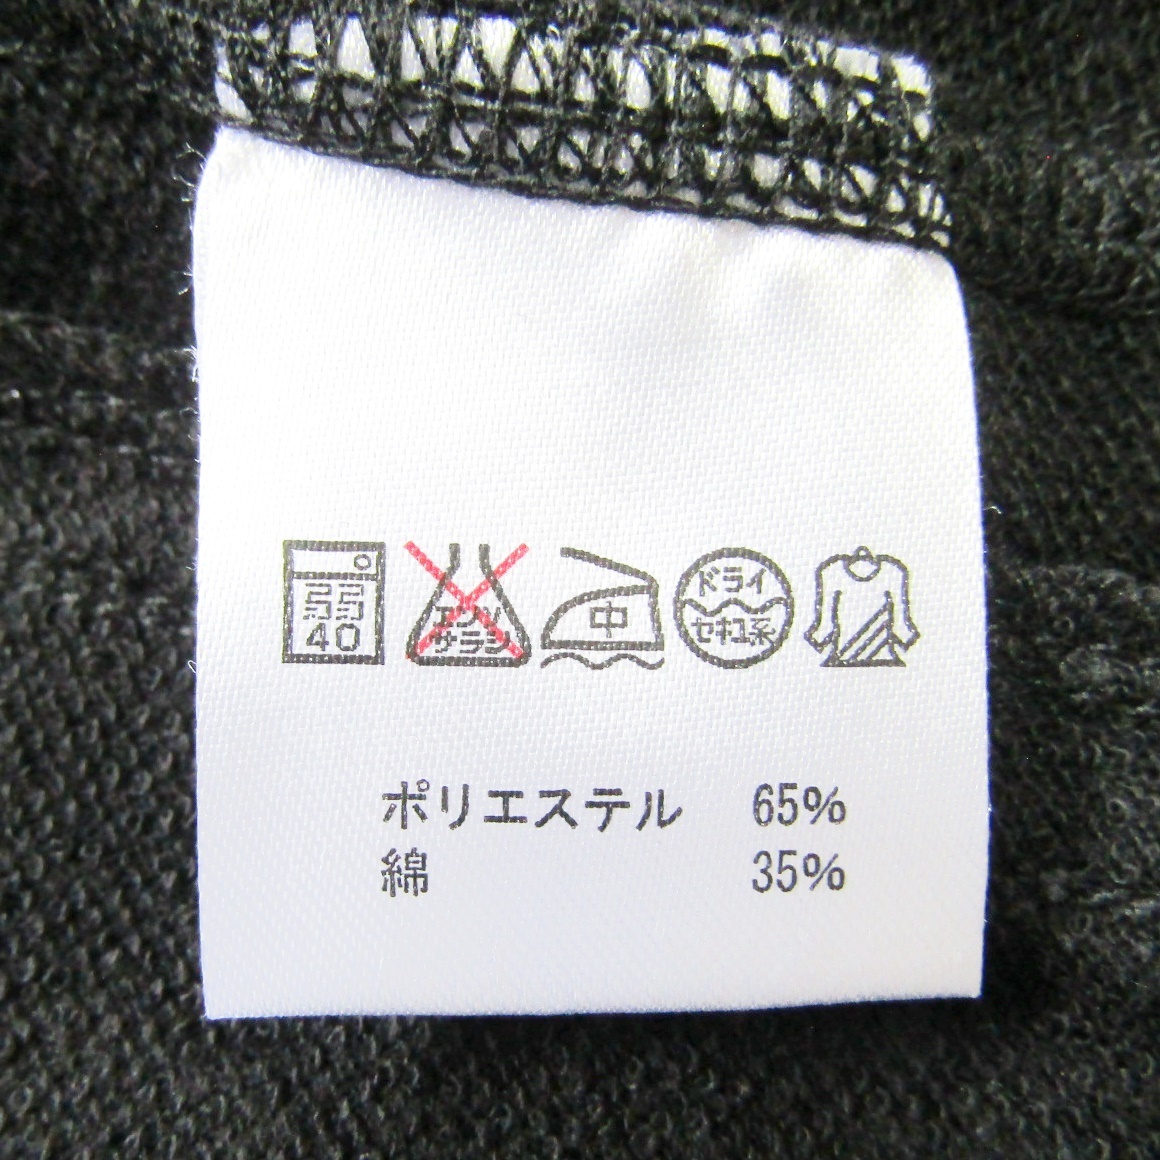 弱
40
エンソ
サラシ
中
ドライ
セキユ系
ポリエステル 65%
綿 35%